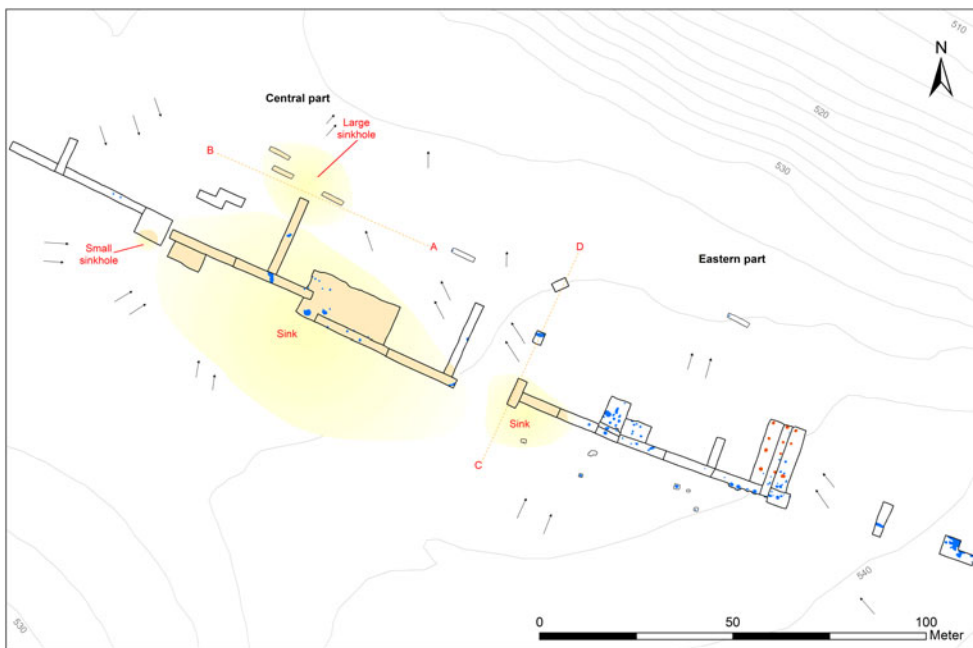 510
N
Central part
520
Large
sinkhole
B
530
A
D
Small
sinkhole
Eastern part
Sink
Sink
C
540
530
0
50
100
Meter